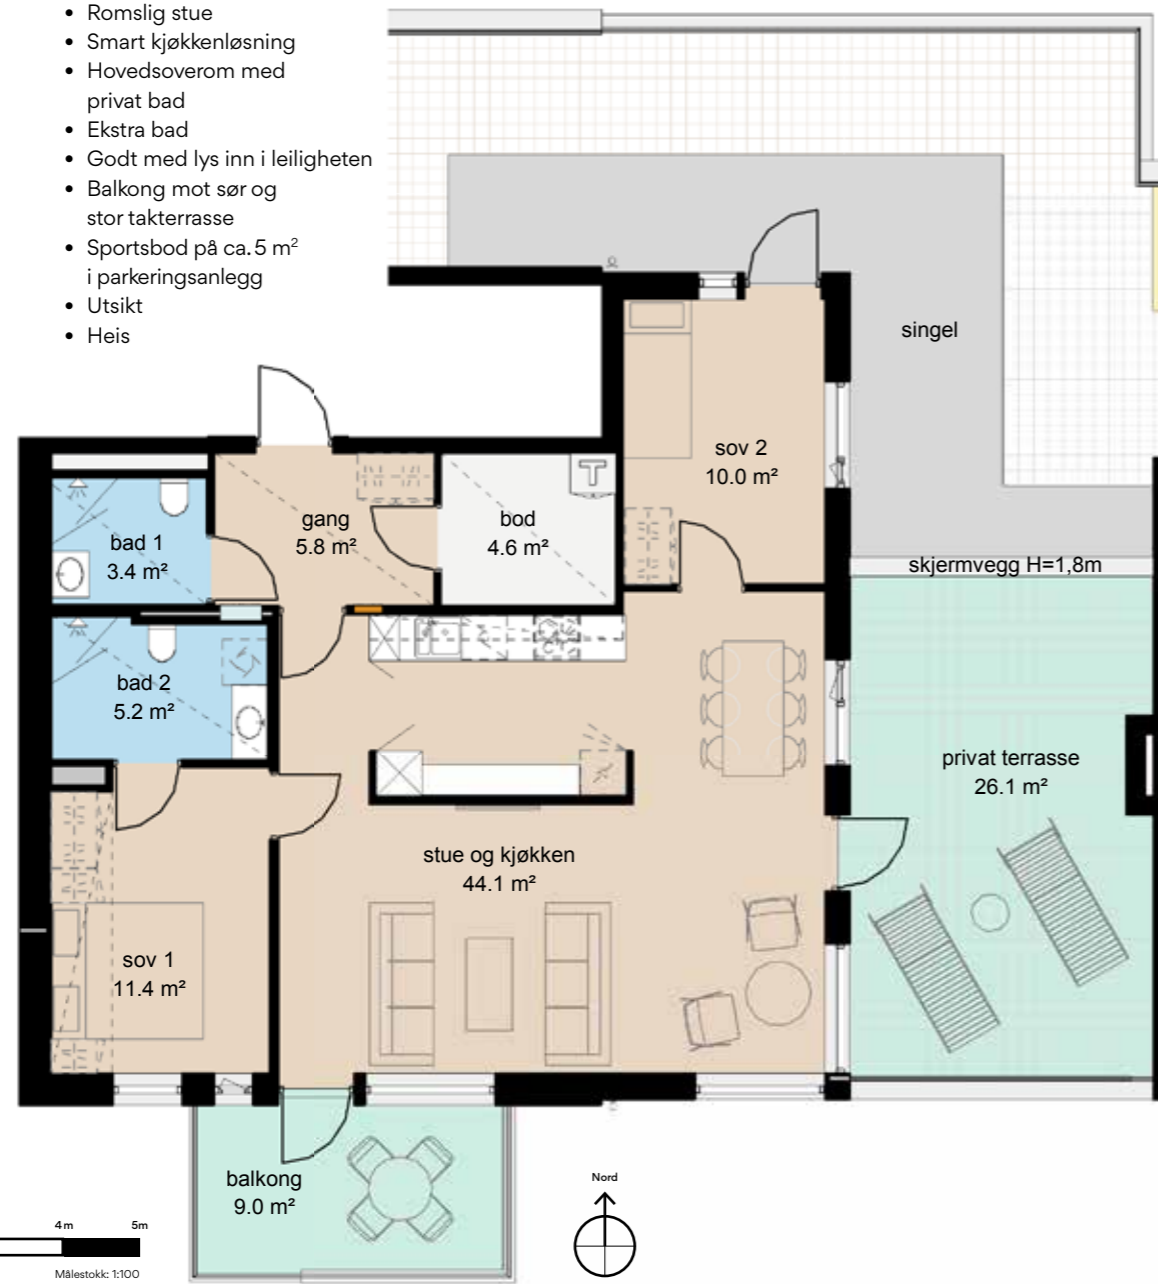 • Romslig stue
• Smart kjøkkenløsning
• Hovedsoverom med
privat bad
• Ekstra bad
• Godt med lys inn i leiligheten
• Balkong mot sør og
stor takterrasse
• Sportsbod på ca. 5 m²
i parkeringsanlegg
• Utsikt
• Heis
singel
sov 2
10.0 m²
T
gang
5.8 m²
bod
4.6 m²
bad 1
3.4 m²
skjermvegg H=1,8m
bad 2
5.2 m²
privat terrasse
26.1 m²
stue og kjøkken
44.1 m²
sov 1
11.4 m²
balkong
9.0 m²
Nord
4m 5m
Målestokk: 1:100